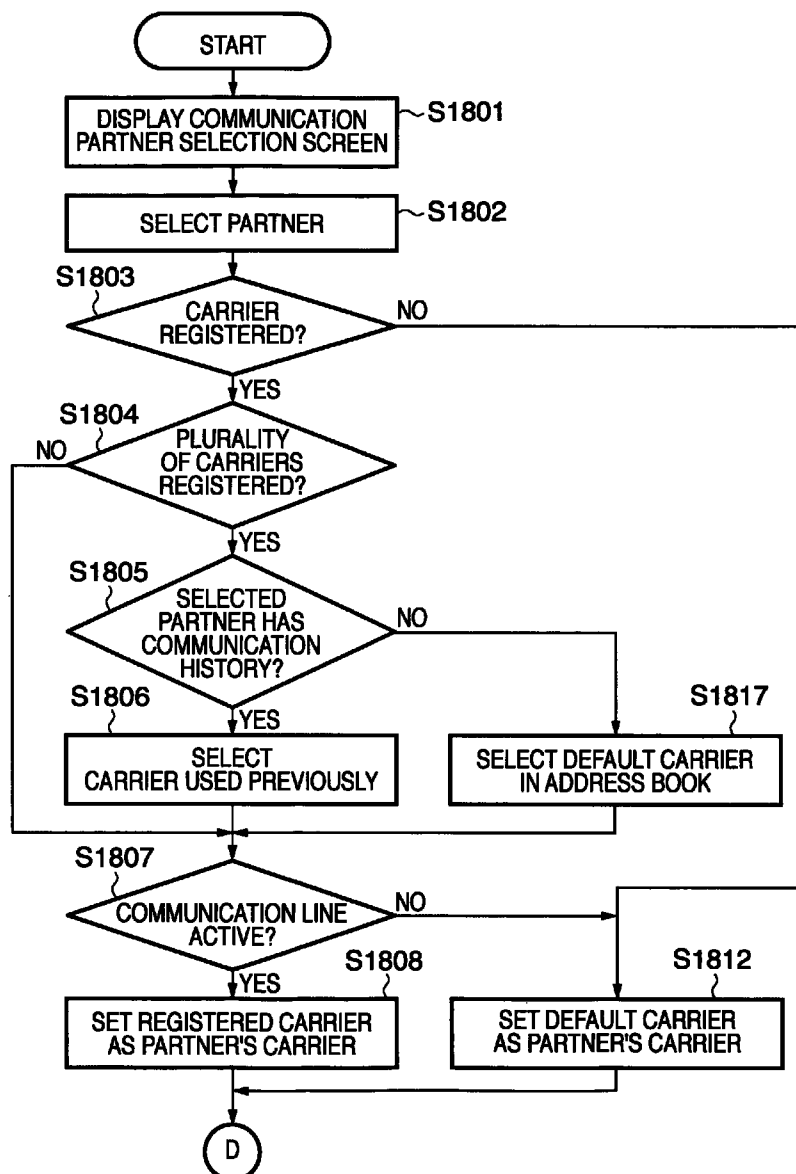 START
DISPLAY COMMUNICATION
PARTNER SELECTION SCREEN
S1801
SELECT PARTNER
S1802
S1803
CARRIER
REGISTERED?
NO
YES
S1804
NO
PLURALITY
OF CARRIERS
REGISTERED?
YES
S1805
SELECTED
PARTNER HAS
COMMUNICATION
HISTORY?
NO
S1806
YES
S1817
SELECT
CARRIER USED PREVIOUSLY
SELECT DEFAULT CARRIER
IN ADDRESS BOOK
S1807
COMMUNICATION LINE
ACTIVE?
NO
YES
S1808
S1812
SET REGISTERED CARRIER
AS PARTNER'S CARRIER
SET DEFAULT CARRIER
AS PARTNER'S CARRIER
D